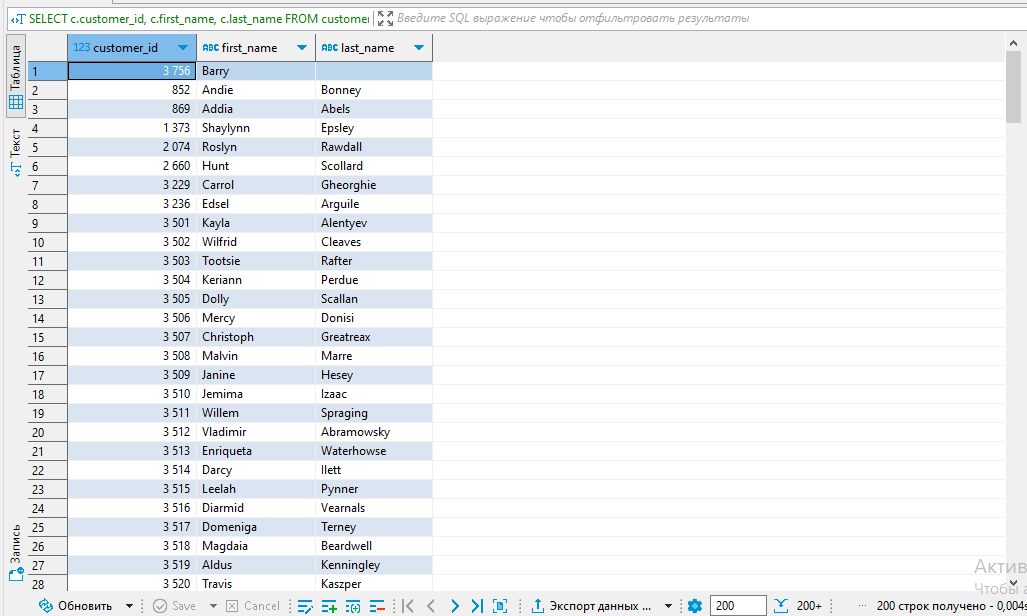 SELECT c.customer_id, c.first_name, c.last_name FROM custome Введите SQL выражение чтобы отфильтровать результаты
Таблица
Текст
Запись
123 customer_id ABC first_name ABC last_name
1 3 756 Barry
2 852 Andie Bonney
3 869 Addia Abels
4 1 373 Shaylynn Epsley
5 2 074 Roslyn Rawdall
6 2 660 Hunt Scollard
7 3 229 Carrol Gheorghie
8 3 236 Edsel Arguile
9 3 501 Kayla Alentyev
10 3 502 Wilfrid Cleaves
11 3 503 Tootsie Rafter
12 3 504 Keriann Perdue
13 3 505 Dolly Scallan
14 3 506 Mercy Donisi
15 3 507 Christoph Greatreax
16 3 508 Malvin Marre
17 3 509 Janine Hesey
18 3 510 Jemima Izaac
19 3 511 Willem Spraging
20 3 512 Vladimir Abramowsky
21 3 513 Enriqueta Waterhowse
22 3 514 Darcy Ilett
23 3 515 Leelah Pynner
24 3 516 Diarmid Vearnals
25 3 517 Domeniga Terney
26 3 518 Magdaia Beardwell
27 3 519 Aldus Kenningley
28 3 520 Travis Kaszper
Актив
Чтобы
Обновить Save Cancel Экспорт данных ... 200 200+ ... 200 строк получено - 0,004s